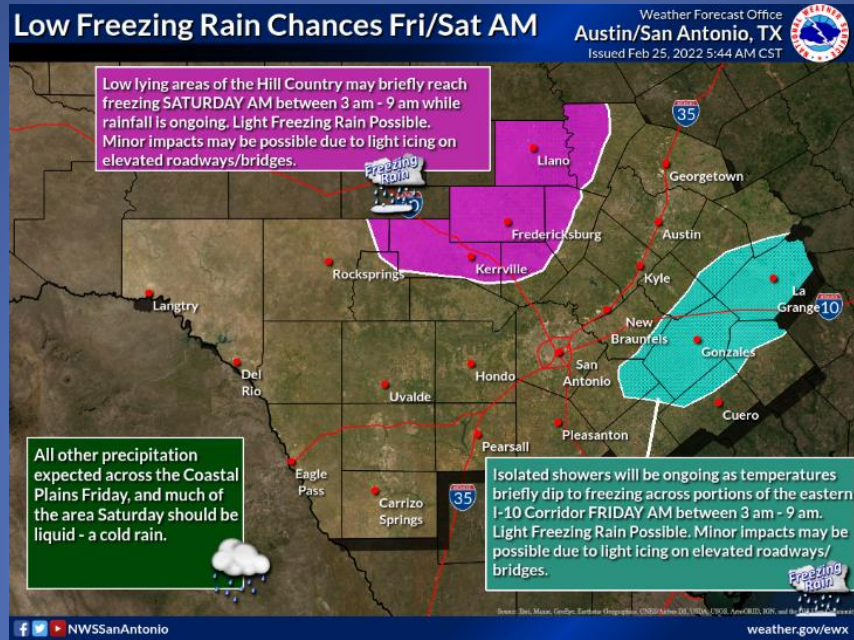 Low Freezing Rain Chances Fri/Sat AM
Weather Forecast Office
Austin/San Antonio, TX
Issued Feb 25, 2022 5:44 AM CST
NATIONAL WEATHER SERVICE
Low lying areas of the Hill Country may briefly reach
freezing SATURDAY AM between 3 am - 9 am while
rainfall is ongoing. Light Freezing Rain Possible.
Minor impacts may be possible due to light icing on
elevated roadways/bridges.
Freezing
Rain
35
Llano
Georgetown
Fredericksburg
Austin
Rocksprings
Kerrville
Kyle
Langtry
La
Grange
10
New
Braunfels
Gonzales
Del
Rio
Hondo
San
Antonio
Uvalde
Cuero
Pearsall
Pleasanton
Eagle
Pass
Carrizo
Springs
35
All other precipitation
expected across the Coastal
Plains Friday, and much of
the area Saturday should be
liquid - a cold rain.
Isolated showers will be ongoing as temperatures
briefly dip to freezing across portions of the eastern
I-10 Corridor FRIDAY AM between 3 am - 9 am.
Light Freezing Rain Possible. Minor impacts may be
possible due to light icing on elevated roadways/
bridges.
Freezing
Rain
NWSSanAntonio
weather.gov/ewx